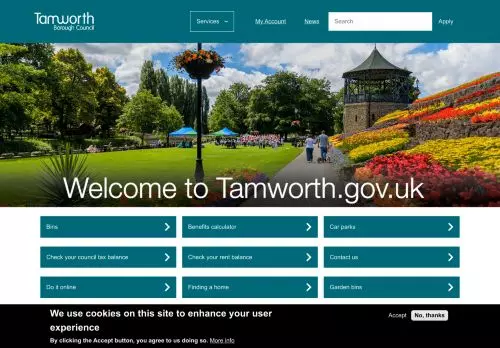 Tamworth
Borough Council
Services
My Account
News
Search
Apply
Welcome to Tamworth.gov.uk
Bins
Benefits calculator
Car parks
Check your council tax balance
Check your rent balance
Contact us
Do it online
Finding a home
Garden bins
We use cookies on this site to enhance your user
experience
By clicking the Accept button, you agree to us doing so. More info
Accept
No, thanks